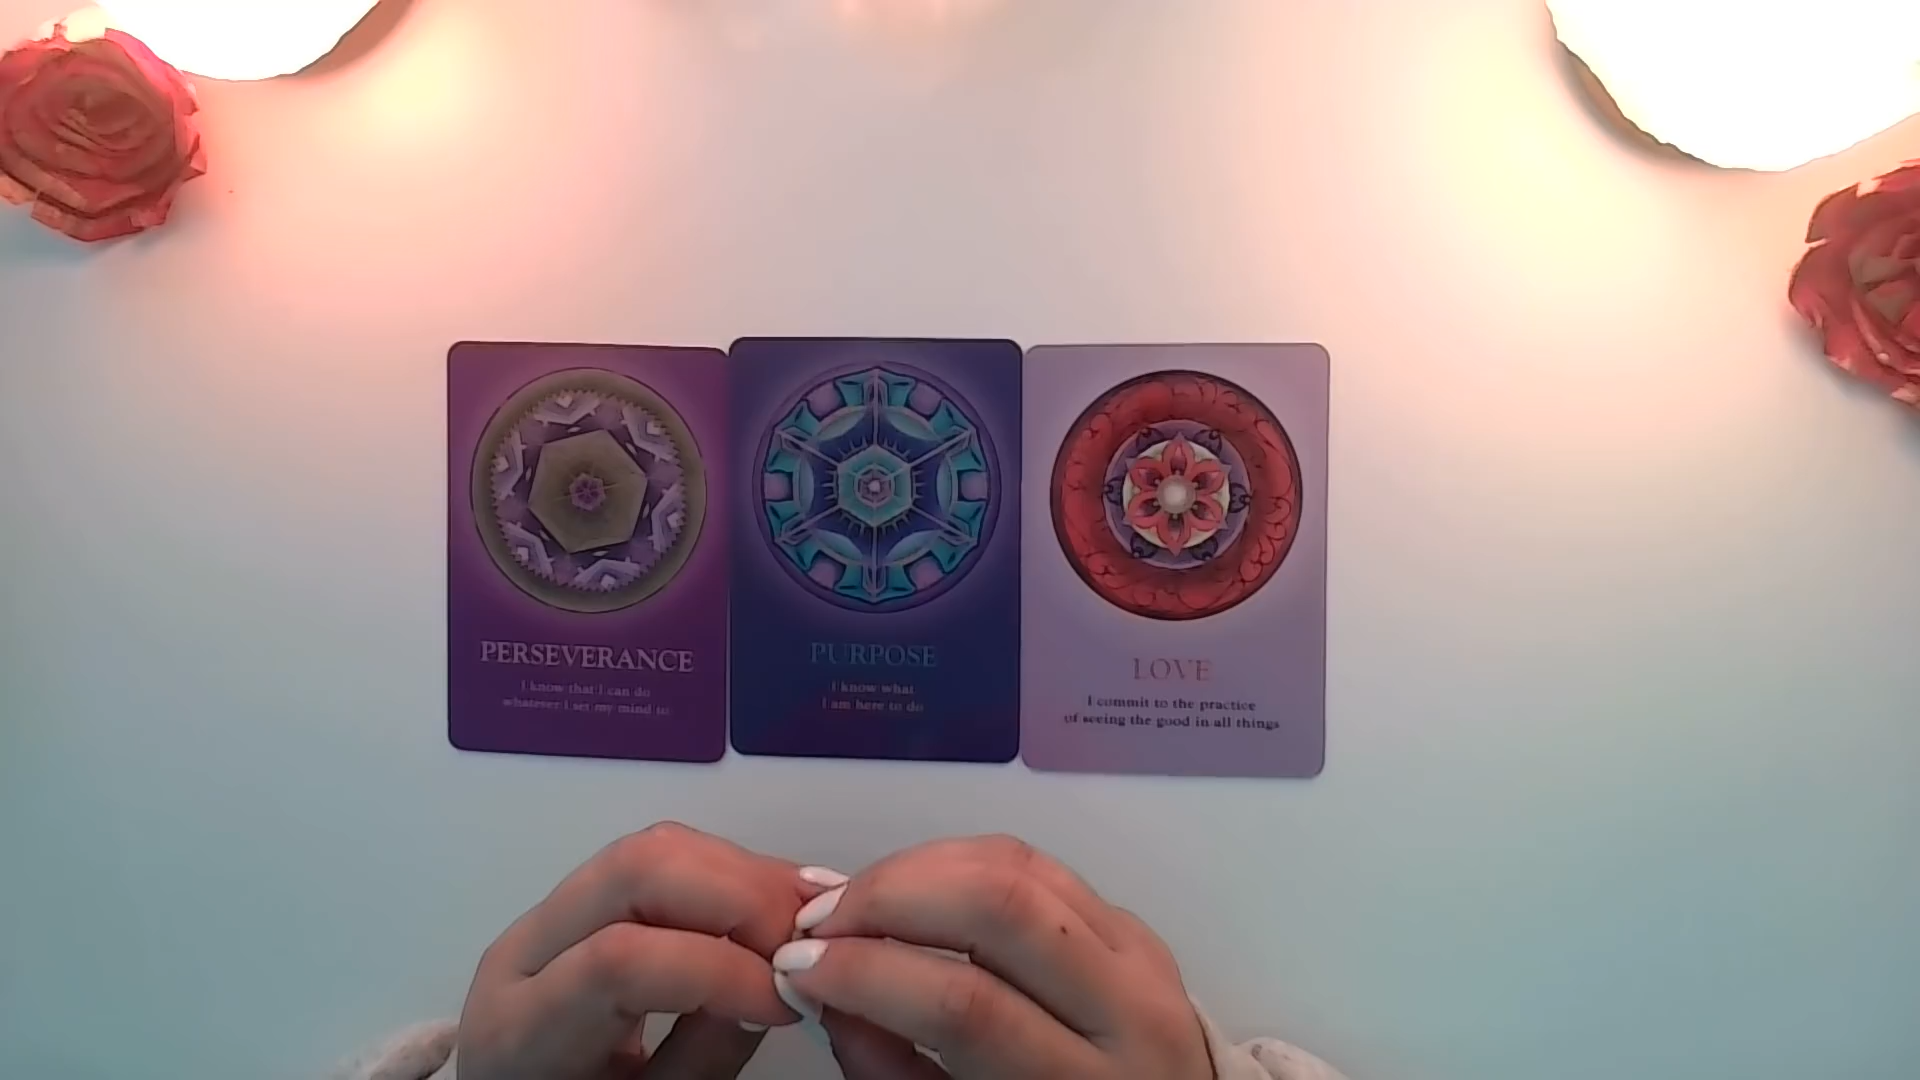 PERSEVERANCE
I know that I can do
whatever I set my mind to
PURPOSE
I know what
I am here to do
LOVE
I commit to the practice
of seeing the good in all things